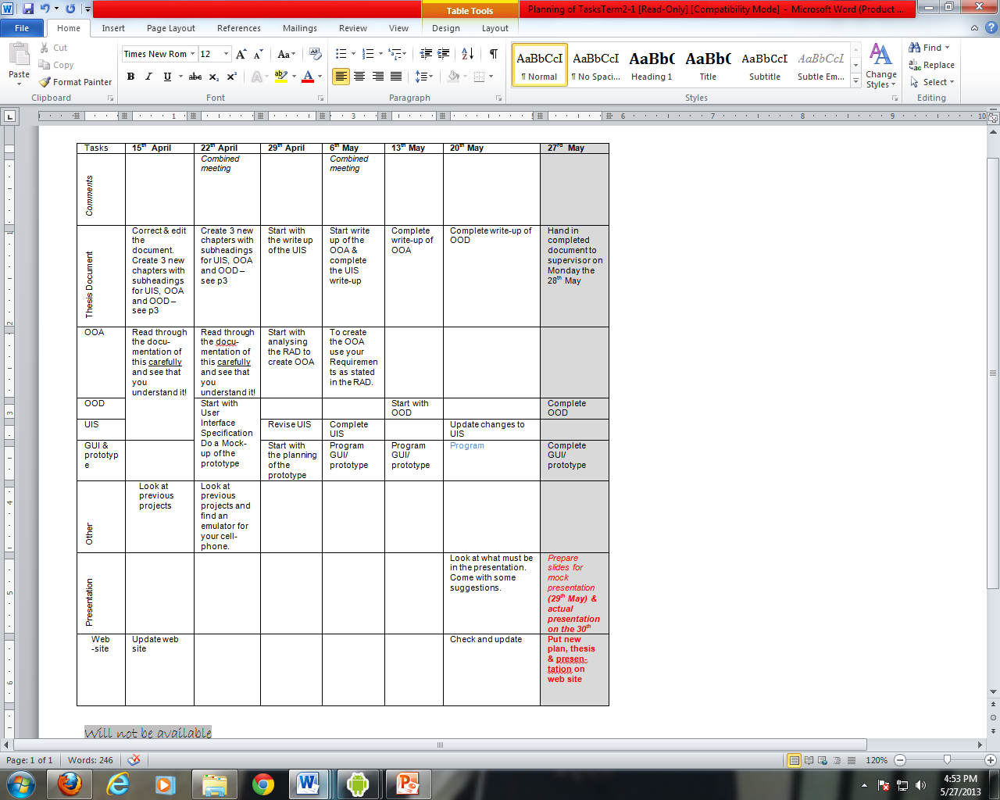 Table Tools
Planning of TasksTerm2-1 [Read-Only] [Compatibility Mode] - Microsoft Word (Product ...
File Home Insert Page Layout References Mailings Review View Design Layout
Paste
Cut
Copy
Format Painter
Clipboard
Times New Rom 12
Font
Paragraph
AaBbCcI AaBbCcI AaBb( AaBb(c AaBbCcI AaBbCcI
¶ Normal ¶ No Spaci... Heading 1 Title Subtitle Subtle Em...
Change
Styles
Styles
Find
Replace
Select
Editing
Tasks 15th April 22th April 29th April 6th May 13th May 20th May 27rd May
Comments
Combined
meeting
Combined
meeting
Thesis Document
Correct & edit
the
document.
Create 3 new
chapters with
subheadings
for UIS, OOA
and OOD –
see p3
Create 3 new
chapters with
subheadings
for UIS, OOA
and OOD –
see p3
Start with
the write up
of the UIS
Start write
up of the
OOA &
complete
the UIS
write-up
Complete
write-up of
OOA
Complete write-up of
OOD
Hand in
completed
document to
supervisor on
Monday the
28th May
OOA
Read through
the docu-
mentation of
this carefully
and see that
you
understand it!
Read through
the docu-
mentation of
this carefully
and see that
you
understand it!
Start with
analysing
the RAD to
create OOA
To create
the OOA
use your
Requiremen
ts as stated
in the RAD.
OOD
Start with
User
Interface
Specification
Do a Mock-
up of the
prototype
Start with
OOD
Complete
OOD
UIS
Revise UIS
Complete
UIS
Update changes to
UIS
GUI &
prototyp
e
Start with
the planning
of the
prototype
Program
GUI/
prototype
Program
GUI/
prototype
Program
Complete
GUI/
prototype
Other
Look at
previous
projects
Look at
previous
projects and
find an
emulator for
your cell-
phone.
Presentation
Look at what must be
in the presentation.
Come with some
suggestions.
Prepare
slides for
mock
presentation
(29th May) &
actual
presentation
on the 30th
Web
-site
Update web
site
Check and update
Put new
plan, thesis
& presen-
tation on
web site
Will not be available
Page: 1 of 1 Words: 246 120%
4:53 PM
5/27/2013